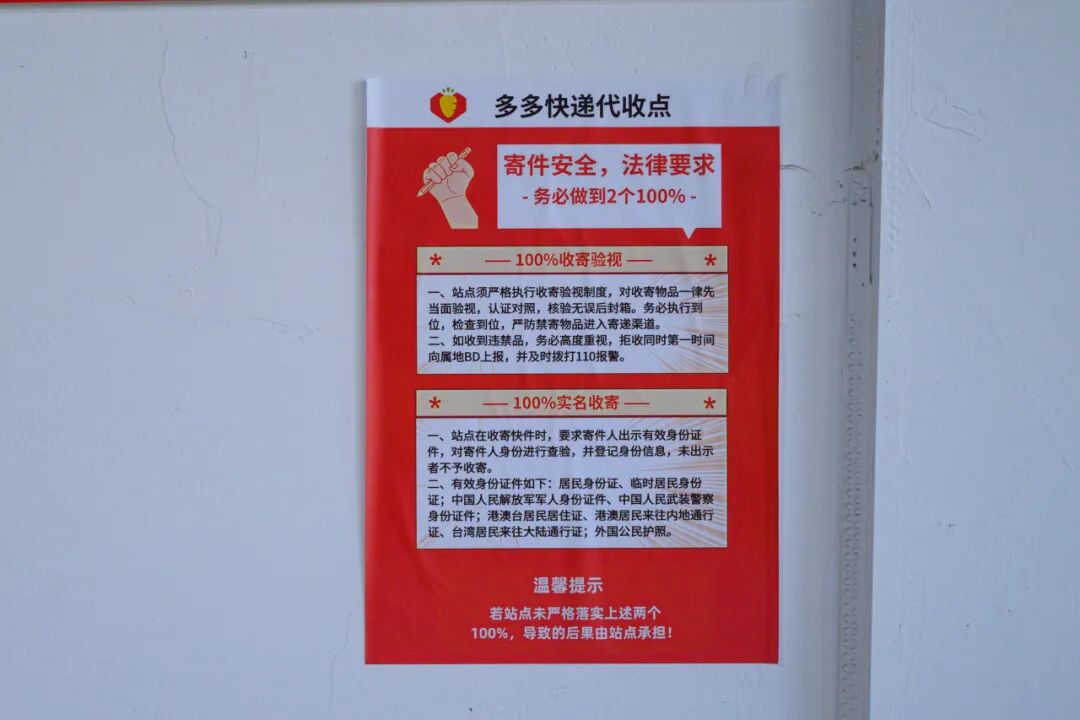 多多快递代收点
寄件安全，法律要求
- 务必做到2个100% -
* —— 100%收寄验视 —— *
一、站点须严格执行收寄验视制度，对收寄物品一律先
当面验视，认证对照，核验无误后封箱。务必执行到
位，检查到位，严防禁寄物品进入寄递渠道。
二、如收到违禁品，务必高度重视，拒收同时第一时间
向属地BD上报，并及时拨打110报警。
* —— 100%实名收寄 —— *
一、站点在收寄快件时，要求寄件人出示有效身份证
件，对寄件人身份进行查验，并登记身份信息，未出示
者不予收寄。
二、有效身份证件如下：居民身份证、临时居民身份
证；中国人民解放军军人身份证件、中国人民武装警察
身份证件；港澳台居民居住证、港澳居民来往内地通行
证、台湾居民来往大陆通行证；外国公民护照。
温馨提示
若站点未严格落实上述两个
100%，导致的后果由站点承担！